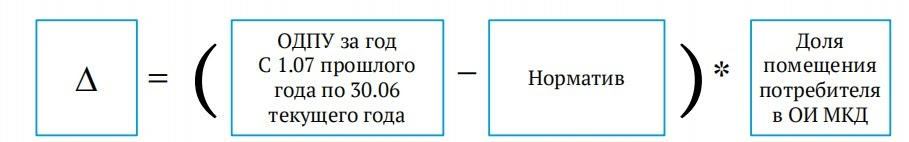 Δ = ( ОДПУ за год
С 1.07 прошлого
года по 30.06
текущего года − Норматив ) * Доля
помещения
потребителя
в ОИ МКД